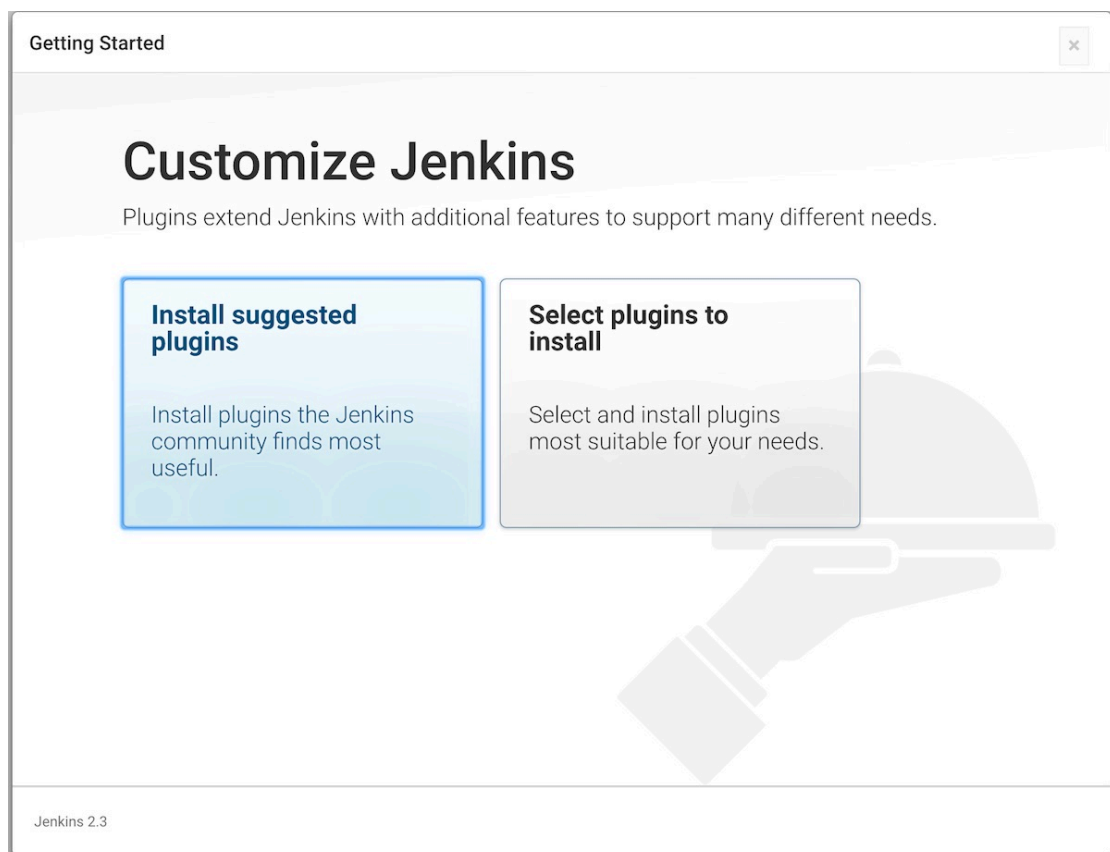 Getting Started
×
Customize Jenkins
Plugins extend Jenkins with additional features to support many different needs.
Install suggested
plugins
Install plugins the Jenkins
community finds most
useful.
Select plugins to
install
Select and install plugins
most suitable for your needs.
Jenkins 2.3